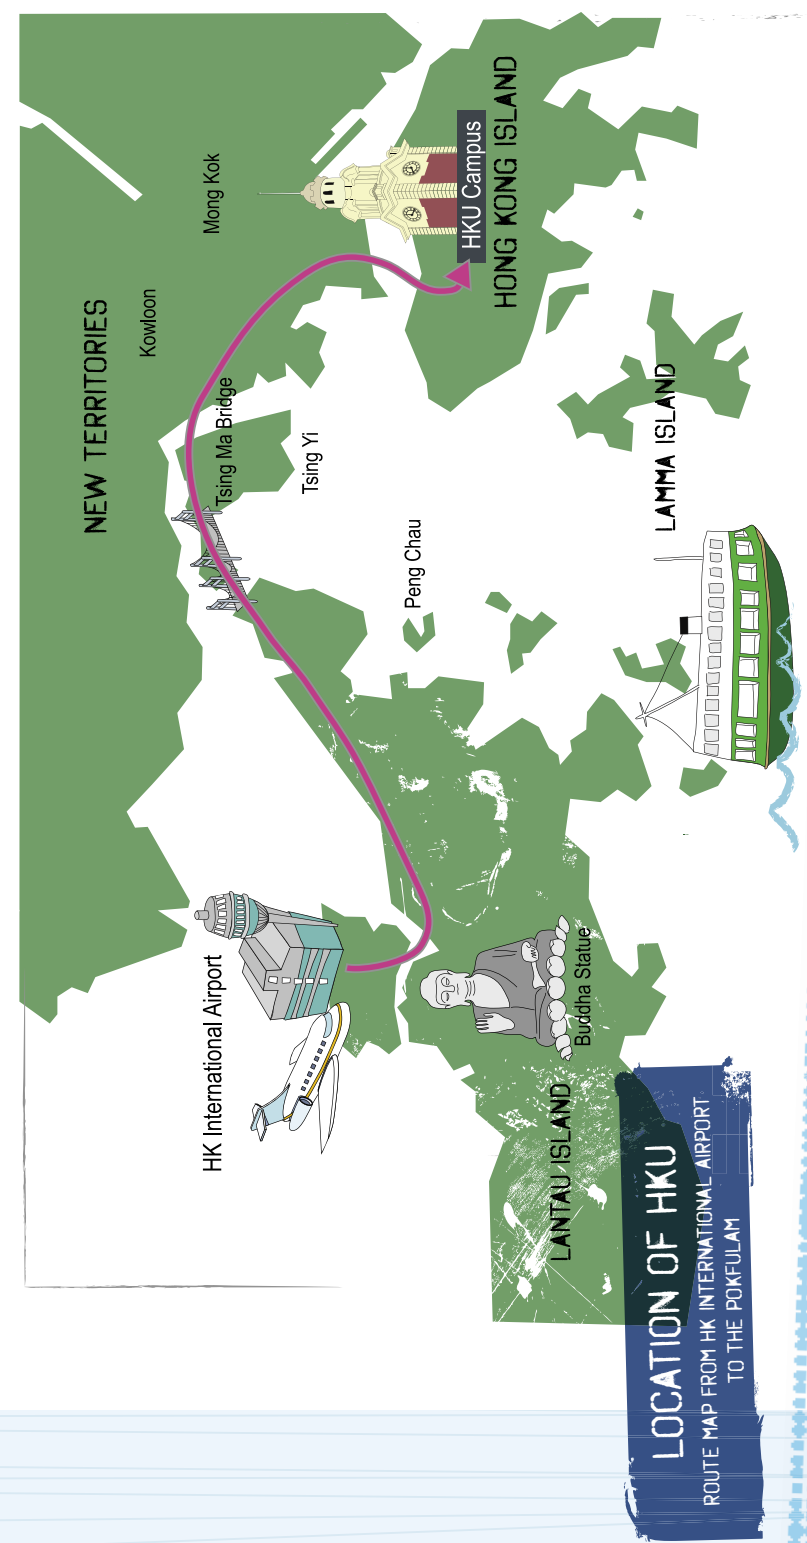 NEW TERRITORIES
Kowloon
Mong Kok
HK International Airport
Tsing Ma Bridge
Tsing Yi
Peng Chau
HKU Campus
HONG KONG ISLAND
LANTAU ISLAND
Buddha Statue
LAMMA ISLAND
LOCATION OF HKU
ROUTE MAP FROM HK INTERNATIONAL AIRPORT
TO THE POKFULAM